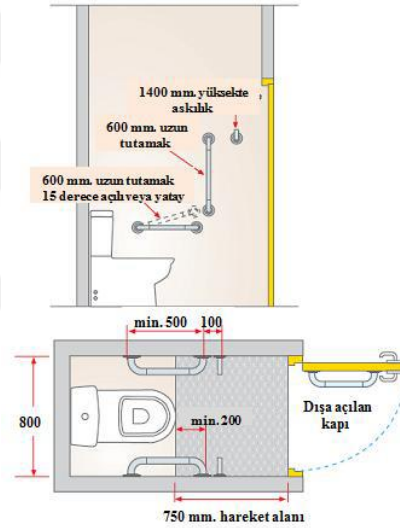 1400 mm. yüksekte
askılık
600 mm. uzun
tutamak
600 mm. uzun tutamak
15 derece açılı veya yatay
min. 500
100
800
min.200
Dışa açılan
kapı
750 mm. hareket alanı